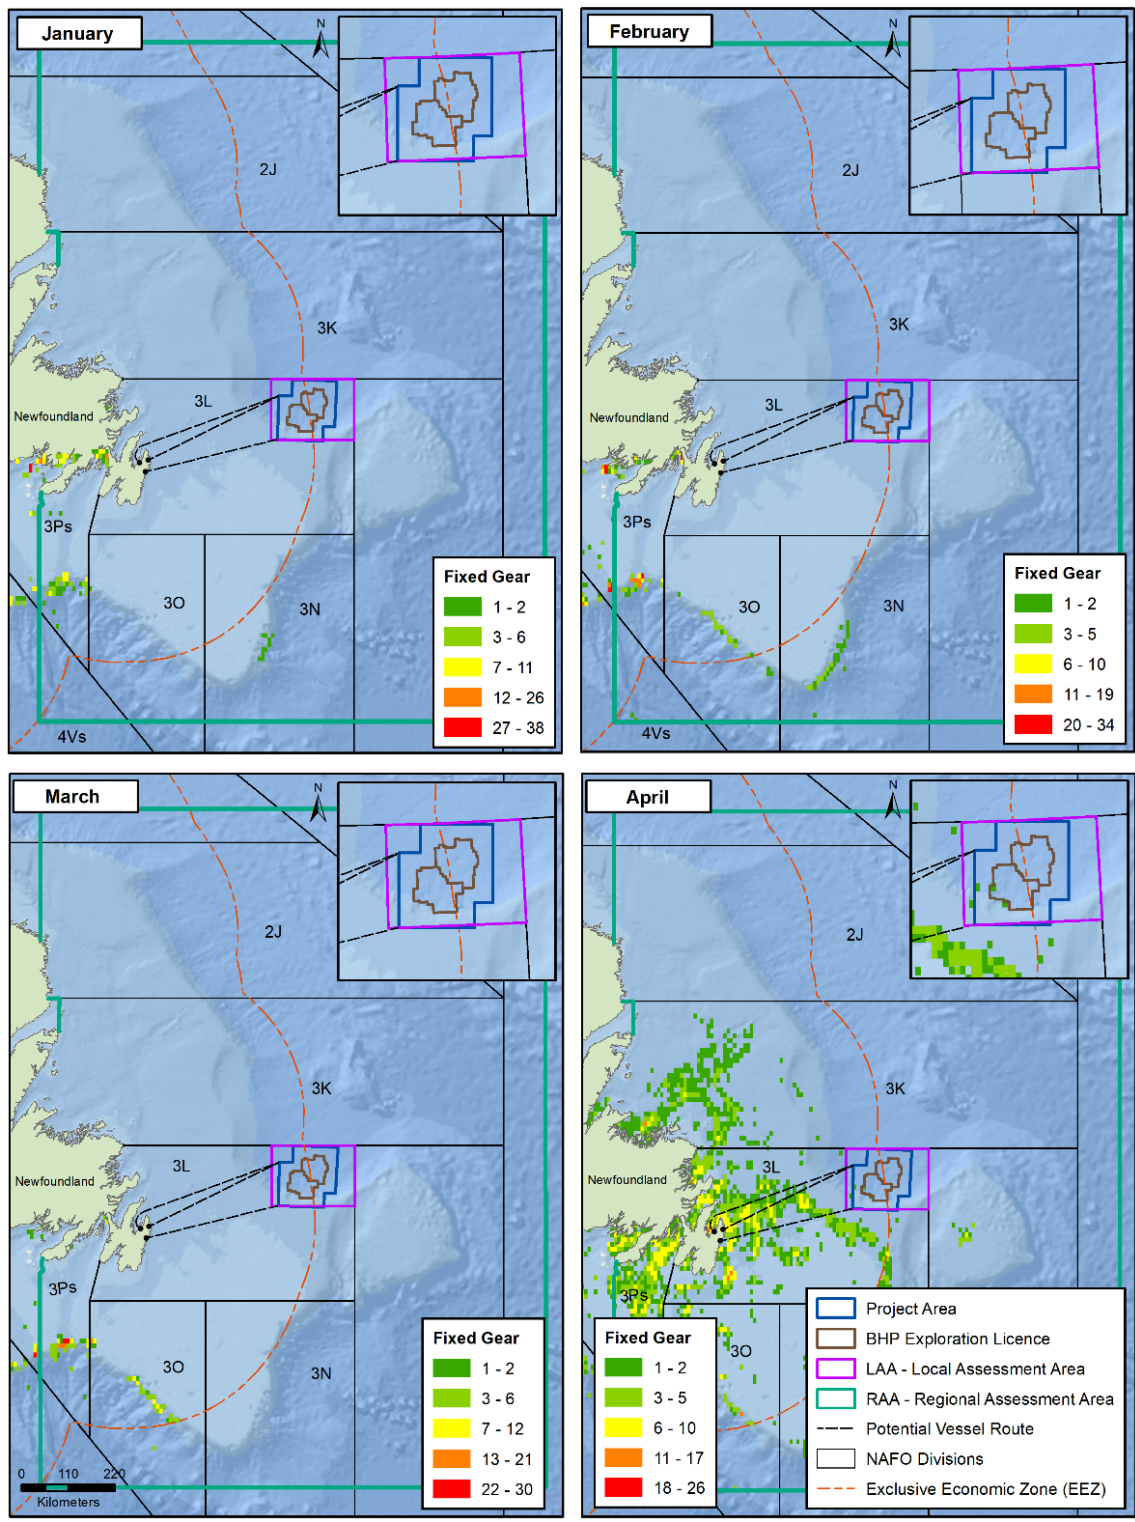 January
N
2J
3K
3L
Newfoundland
3Ps
3O
3N
4Vs
Fixed Gear
1 - 2
3 - 6
7 - 11
12 - 26
27 - 38
February
N
2J
3K
3L
Newfoundland
3Ps
3O
3N
4Vs
Fixed Gear
1 - 2
3 - 5
6 - 10
11 - 19
20 - 34
March
N
2J
3K
3L
Newfoundland
3Ps
3O
3N
0 110 220
Kilometers
Fixed Gear
1 - 2
3 - 6
7 - 12
13 - 21
22 - 30
April
N
2J
3K
3L
Newfoundland
3Ps
3O
Fixed Gear
1 - 2
3 - 5
6 - 10
11 - 17
18 - 26
Project Area
BHP Exploration Licence
LAA - Local Assessment Area
RAA - Regional Assessment Area
Potential Vessel Route
NAFO Divisions
Exclusive Economic Zone (EEZ)